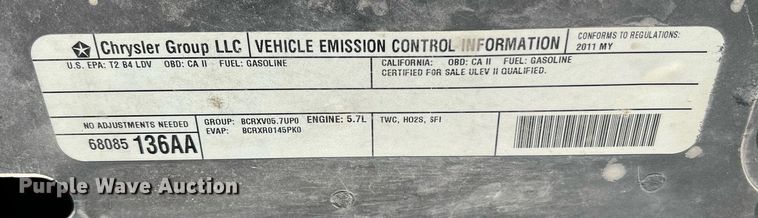 Chrysler Group LLC VEHICLE EMISSION CONTROL INFORMATION CONFORMS TO REGULATIONS:
2011 MY
U.S. EPA: T2 B4 LDV OBD: CA II FUEL: GASOLINE
CALIFORNIA: OBD: CA II FUEL: GASOLINE
CERTIFIED FOR SALE ULEV II QUALIFIED.
NO ADJUSTMENTS NEEDED
68085 136AA
GROUP: BCRXV05.7UP0 ENGINE: 5.7L
EVAP: BCRXR0145PK0
TWC, HO2S, SFI
Purple Wave Auction